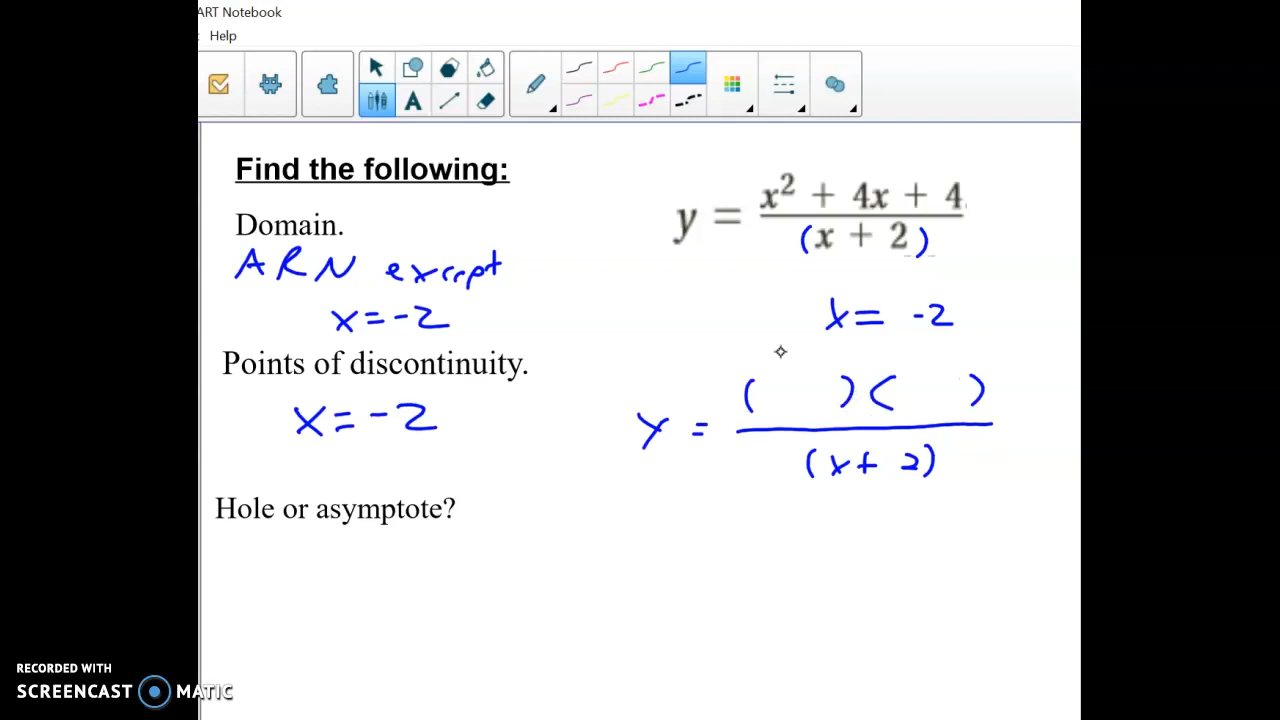 ART Notebook
Help
Find the following:
Domain.
ARN except
x = -2
Points of discontinuity.
x = -2
Hole or asymptote?
y = x² + 4x + 4
(x + 2)
x = -2
y = (    ) (    )
(x + 2)
RECORDED WITH
SCREENCAST MATIC